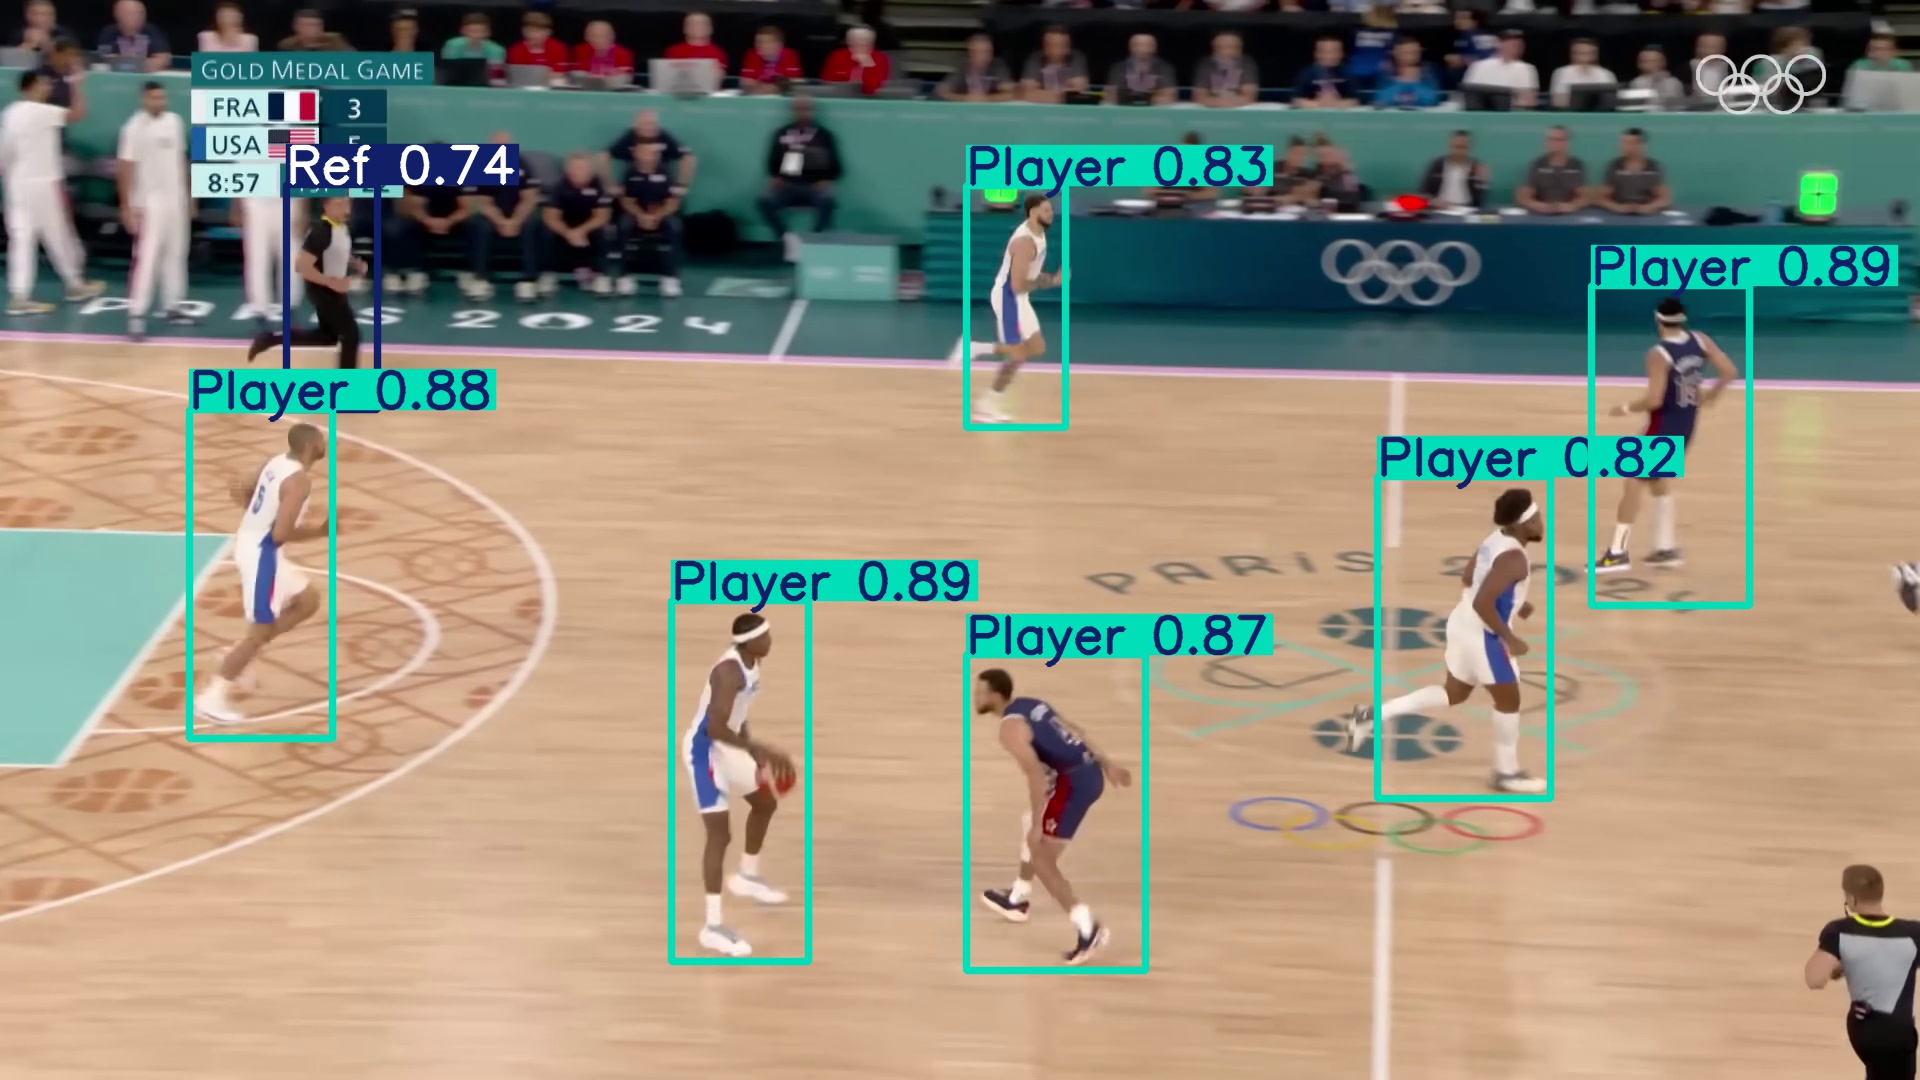 GOLD MEDAL GAME
FRA 3
USA
8:57
Ref 0.74
Player 0.83
Player 0.89
PARIS 2024
Player 0.88
Player 0.82
Player 0.89
PARIS 2024
Player 0.87